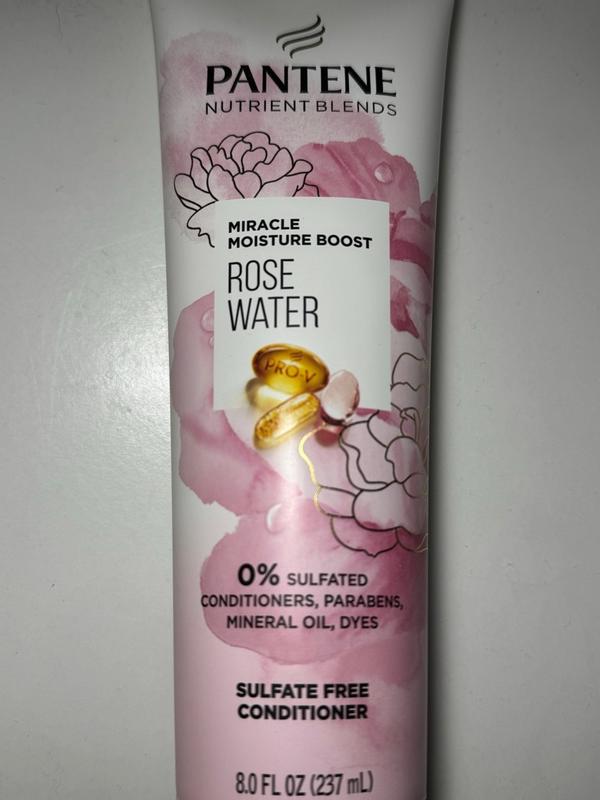 PANTENE
NUTRIENT BLENDS
MIRACLE
MOISTURE BOOST
ROSE
WATER
PRO-V
0% SULFATED
CONDITIONERS, PARABENS,
MINERAL OIL, DYES
SULFATE FREE
CONDITIONER
8.0 FL OZ (237 mL)